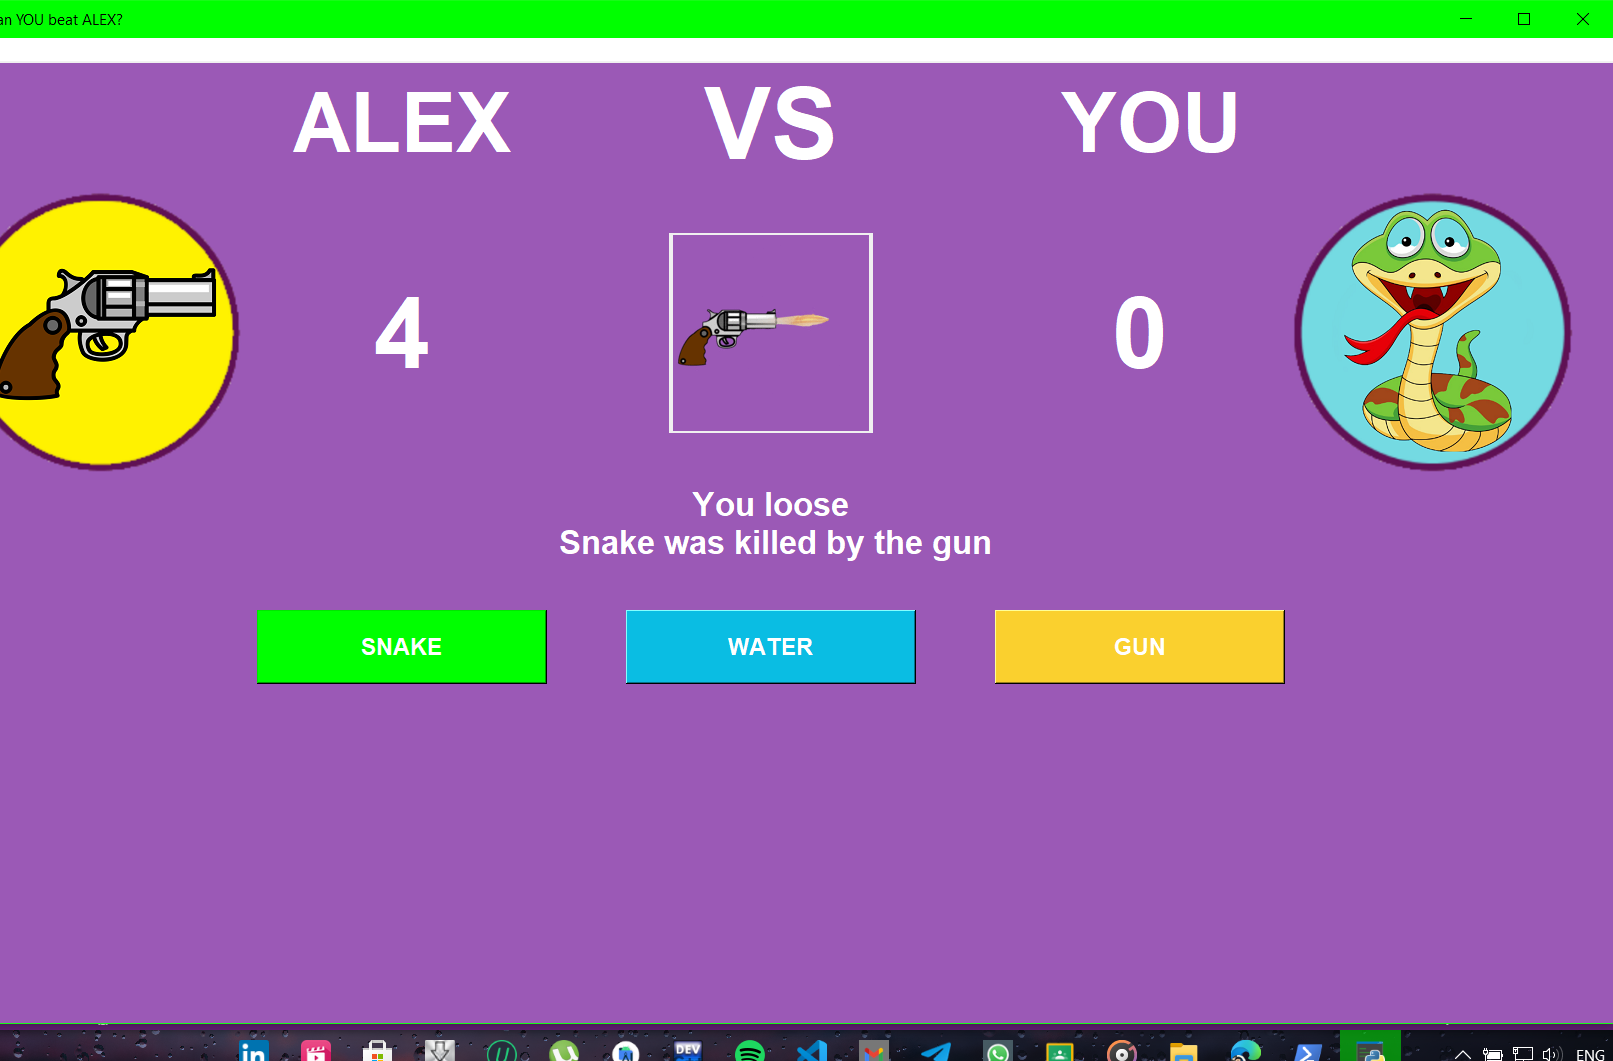 an YOU beat ALEX?
ALEX VS YOU
4 0
You loose
Snake was killed by the gun
SNAKE WATER GUN
in DEV ENG